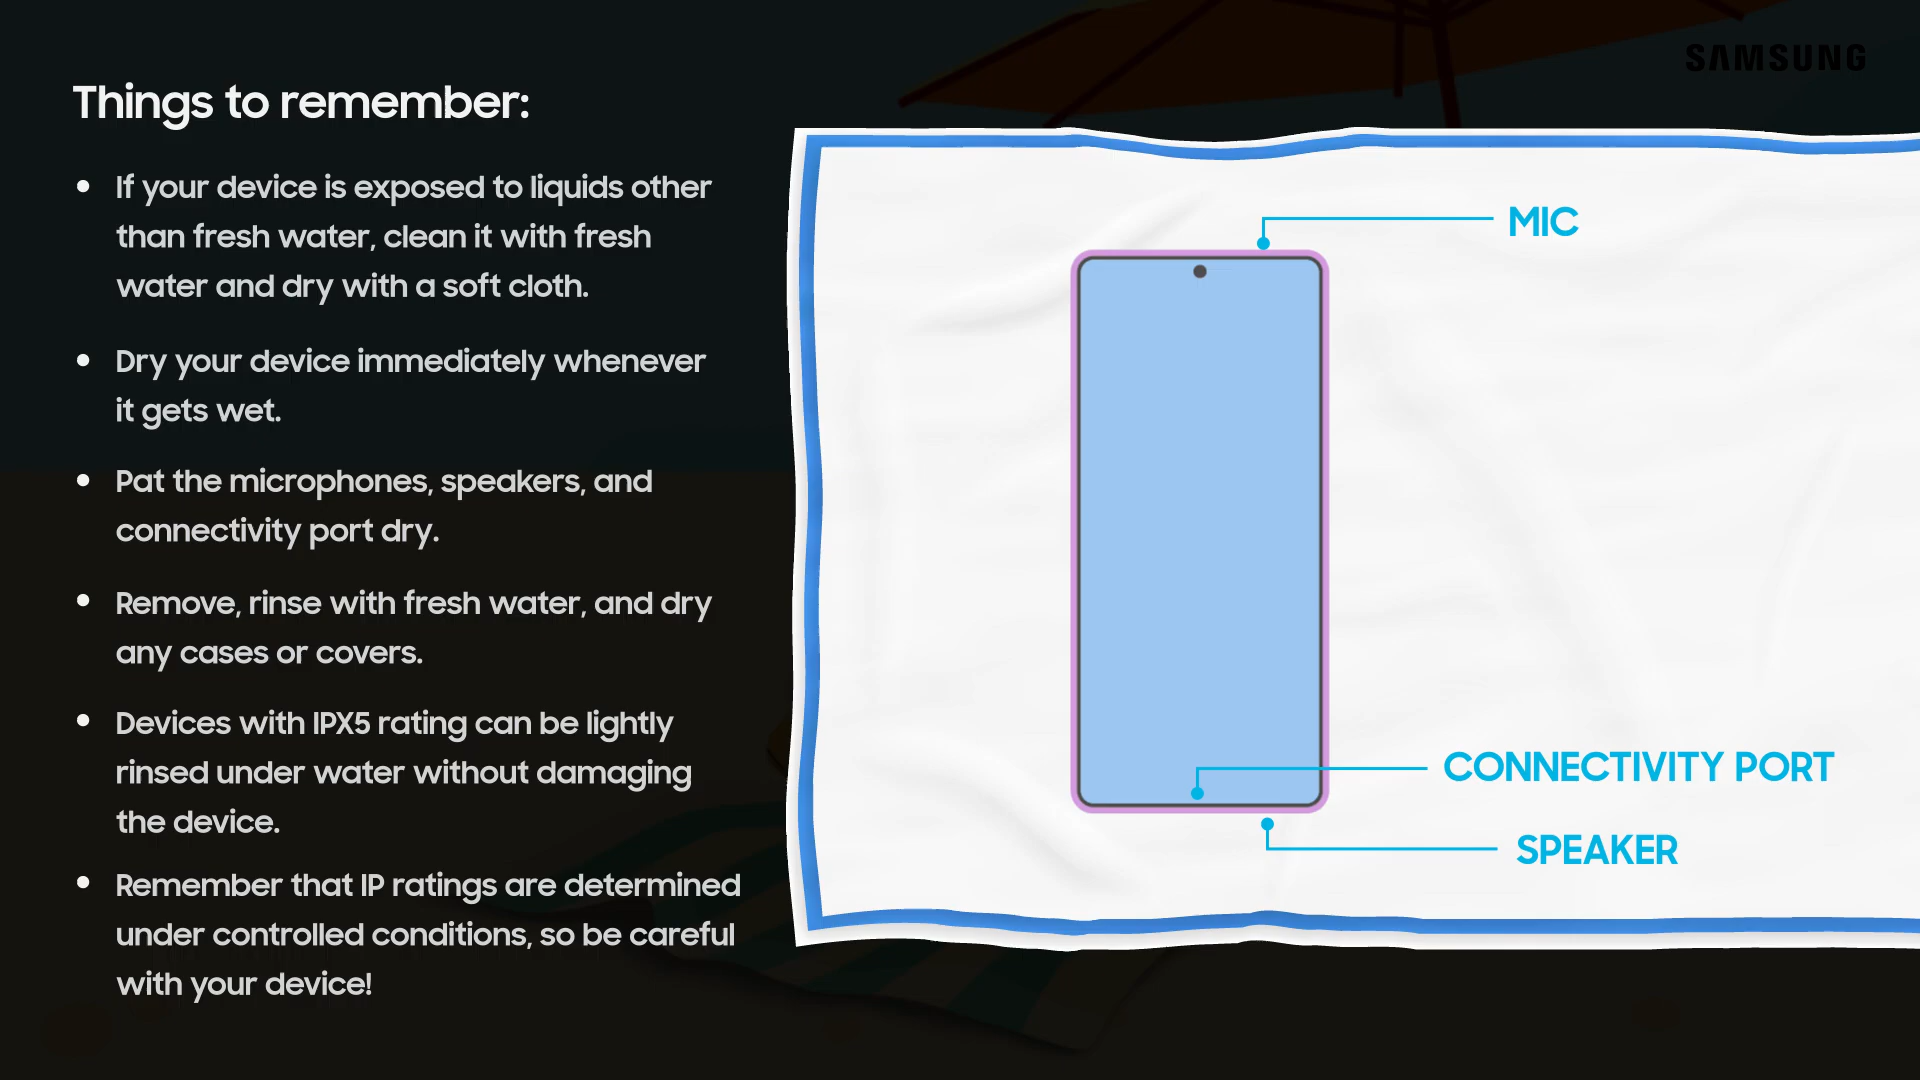 SAMSUNG
Things to remember:
• If your device is exposed to liquids other
than fresh water, clean it with fresh
water and dry with a soft cloth.
• Dry your device immediately whenever
it gets wet.
• Pat the microphones, speakers, and
connectivity port dry.
• Remove, rinse with fresh water, and dry
any cases or covers.
• Devices with IPX5 rating can be lightly
rinsed under water without damaging
the device.
• Remember that IP ratings are determined
under controlled conditions, so be careful
with your device!
MIC
CONNECTIVITY PORT
SPEAKER